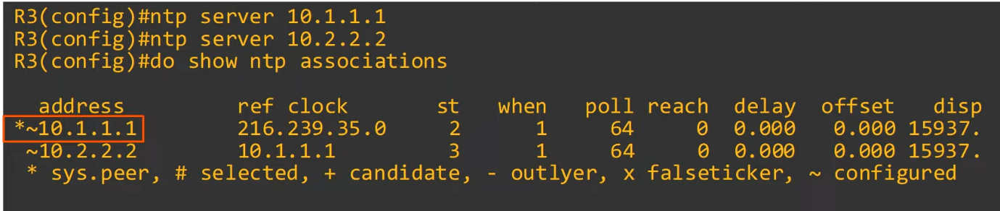 R3(config)#ntp server 10.1.1.1
R3(config)#ntp server 10.2.2.2
R3(config)#do show ntp associations
address ref clock st when poll reach delay offset disp
*~10.1.1.1 216.239.35.0 2 1 64 0 0.000 0.000 15937.
~10.2.2.2 10.1.1.1 3 1 64 0 0.000 0.000 15937.
* sys.peer, # selected, + candidate, - outlyer, x falseticker, ~ configured